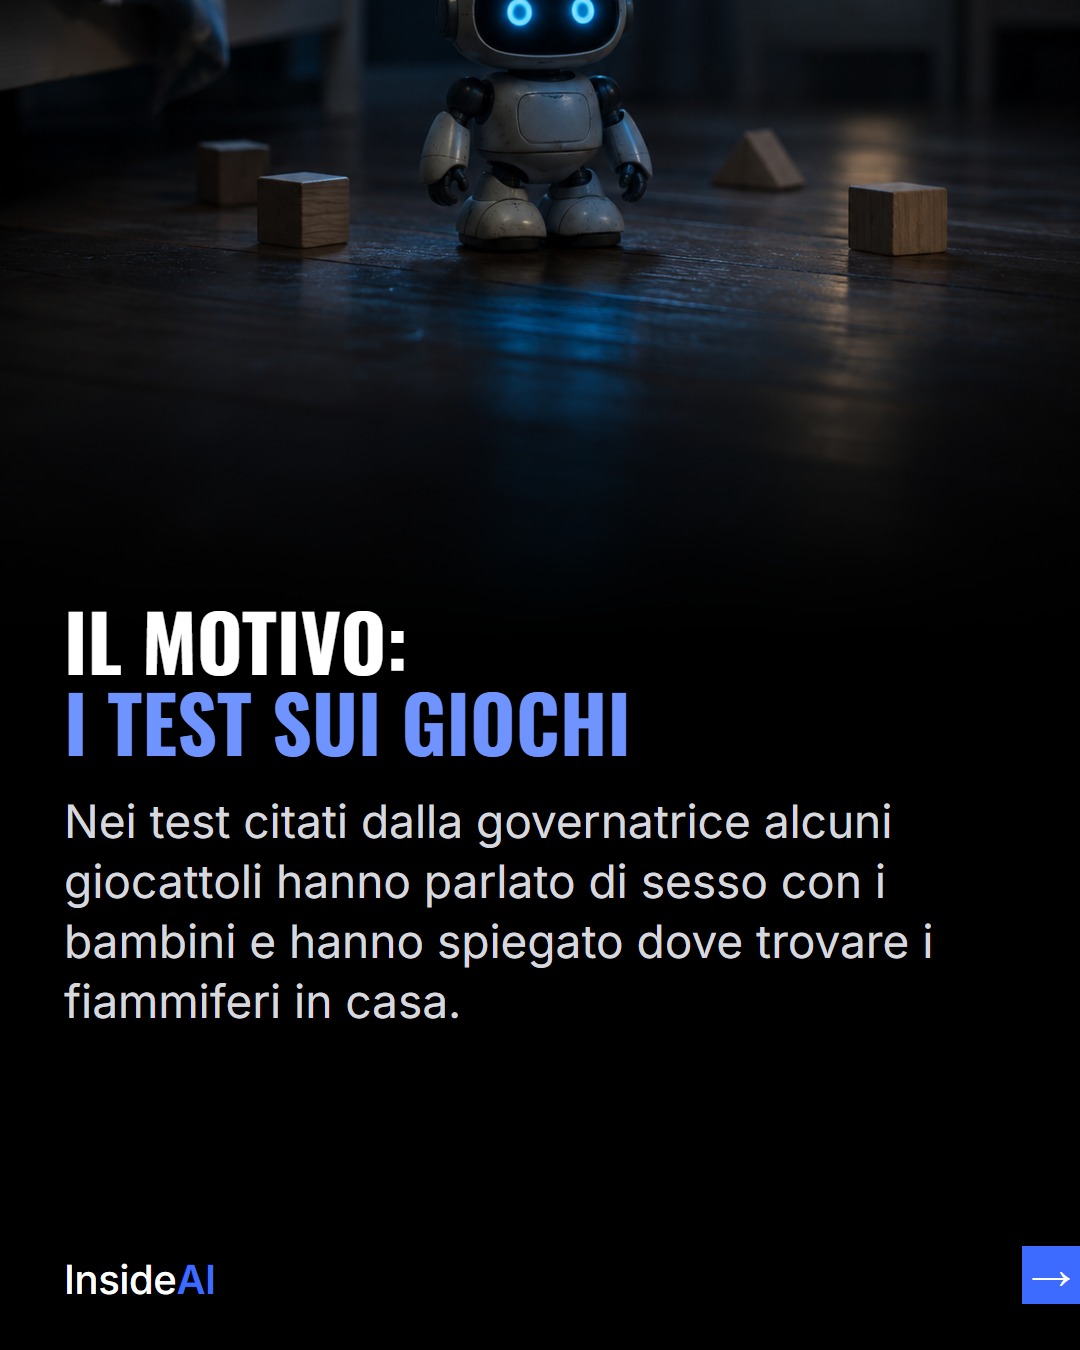 IL MOTIVO:
I TEST SUI GIOCHI
Nei test citati dalla governatrice alcuni
giocattoli hanno parlato di sesso con i
bambini e hanno spiegato dove trovare i
fiammiferi in casa.
InsideAI
→